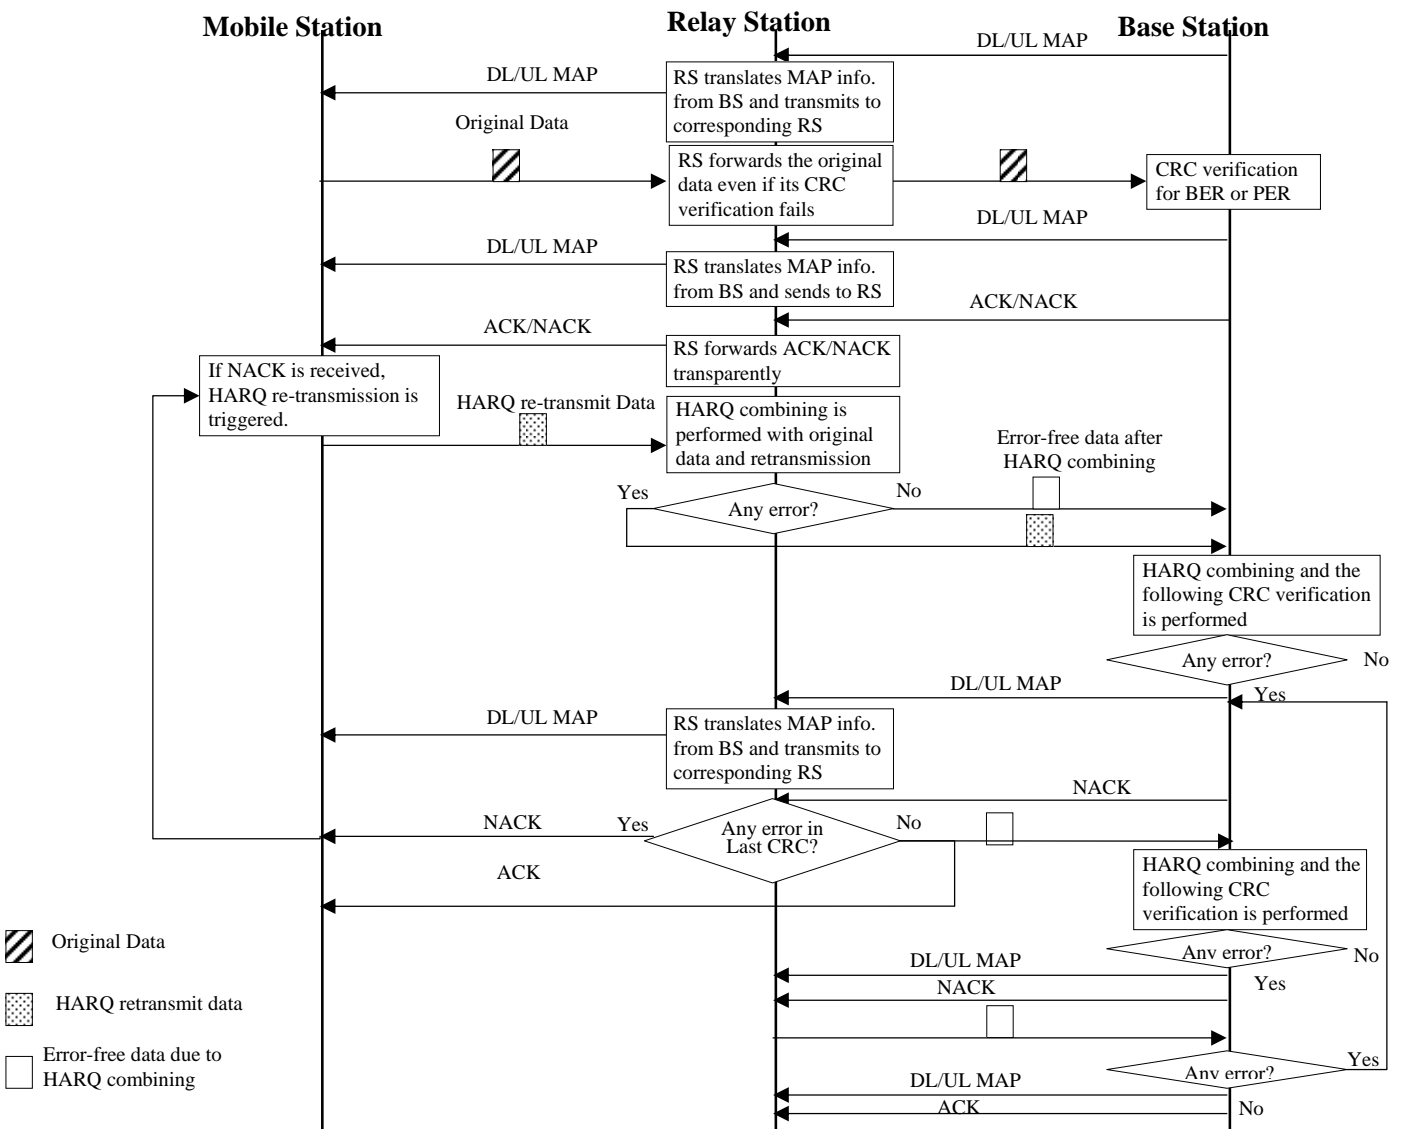 Mobile Station
Relay Station
Base Station
DL/UL MAP
DL/UL MAP
RS translates MAP info.
from BS and transmits to
corresponding RS
Original Data
RS forwards the original
data even if its CRC
verification fails
CRC verification
for BER or PER
DL/UL MAP
DL/UL MAP
RS translates MAP info.
from BS and sends to RS
ACK/NACK
ACK/NACK
RS forwards ACK/NACK
transparently
If NACK is received,
HARQ re-transmission is
triggered.
HARQ re-transmit Data
HARQ combining is
performed with original
data and retransmission
Error-free data after
HARQ combining
Yes
No
Any error?
HARQ combining and the
following CRC verification
is performed
Any error?
No
Yes
DL/UL MAP
DL/UL MAP
RS translates MAP info.
from BS and transmits to
corresponding RS
NACK
NACK
Yes
Any error in
Last CRC?
No
ACK
HARQ combining and the
following CRC
verification is performed
Any error?
No
Yes
DL/UL MAP
NACK
Any error?
Yes
DL/UL MAP
ACK
No
Original Data
HARQ retransmit data
Error-free data due to
HARQ combining